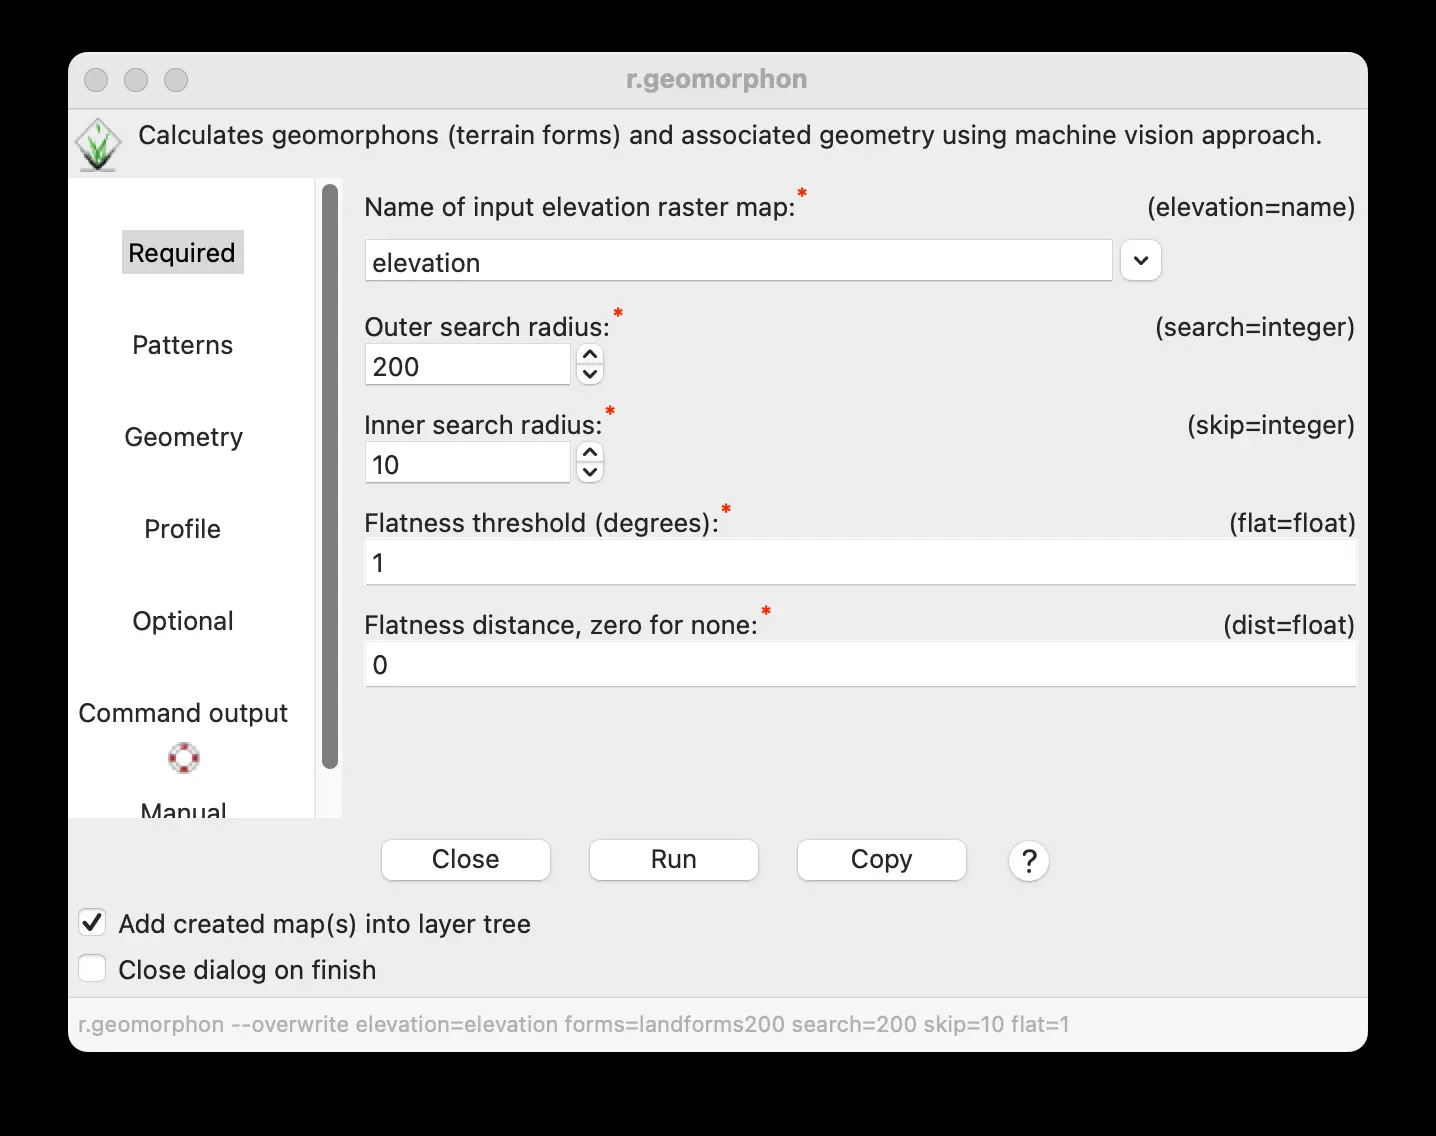 r.geomorphon
Calculates geomorphons (terrain forms) and associated geometry using machine vision approach.
Required
Patterns
Geometry
Profile
Optional
Command output
Manual
Name of input elevation raster map:* (elevation=name)
elevation
Outer search radius:* (search=integer)
200
Inner search radius:* (skip=integer)
10
Flatness threshold (degrees):* (flat=float)
1
Flatness distance, zero for none:* (dist=float)
0
Close Run Copy ?
Add created map(s) into layer tree
Close dialog on finish
r.geomorphon --overwrite elevation=elevation forms=landforms200 search=200 skip=10 flat=1